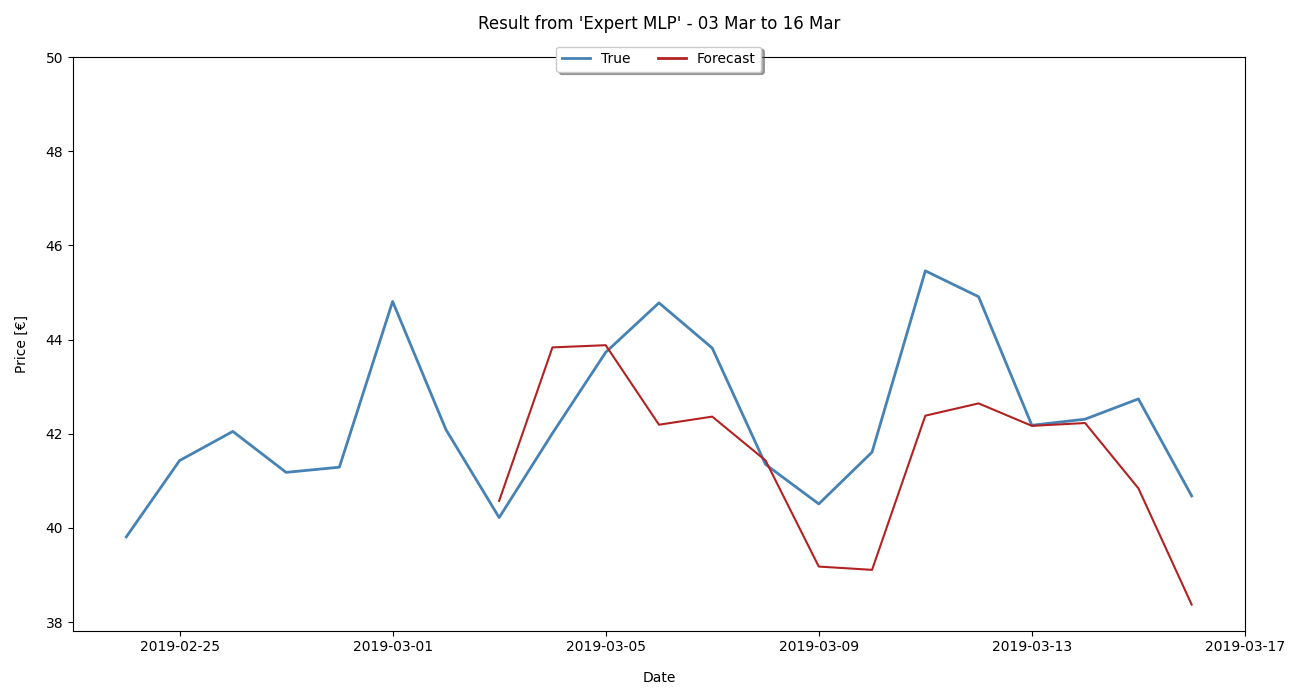 Result from 'Expert MLP' - 03 Mar to 16 Mar
True Forecast
50
48
46
44
42
40
38
Price [€]
2019-02-25 2019-03-01 2019-03-05 2019-03-09 2019-03-13 2019-03-17
Date